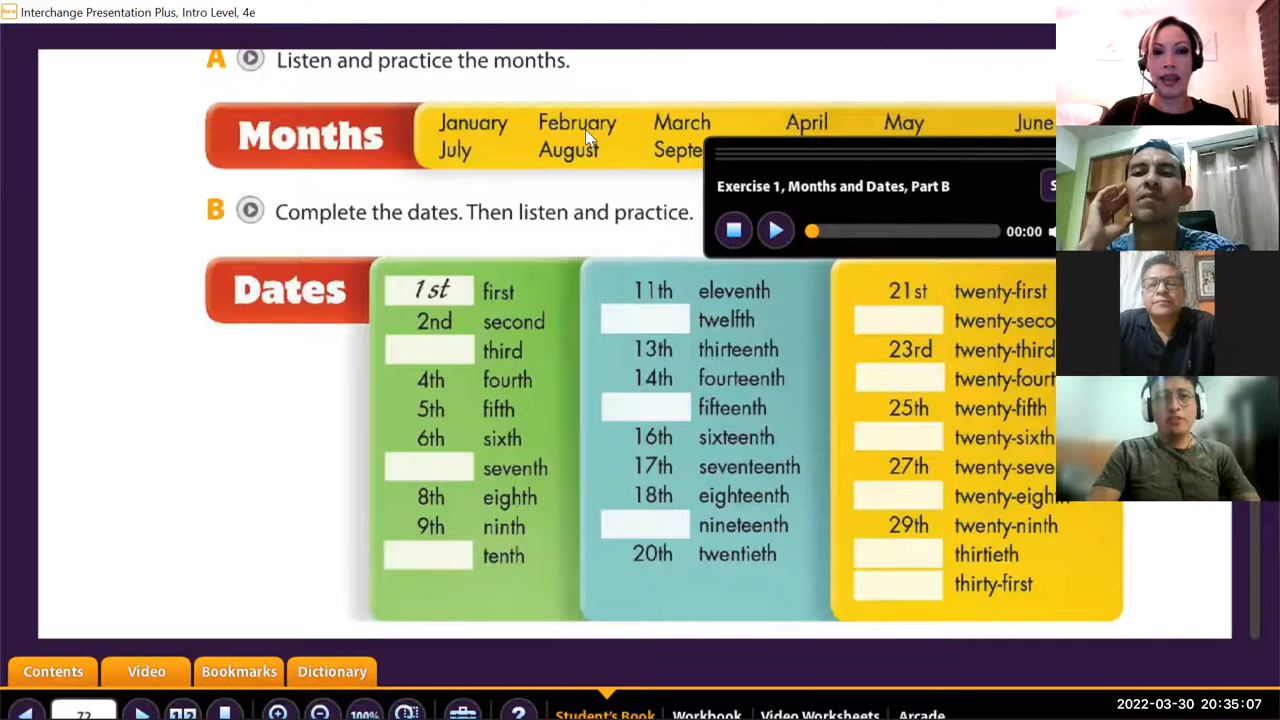 Interchange Presentation Plus, Intro Level, 4e
A Listen and practice the months.
Months
January February March April May June
July August Septe
Exercise 1, Months and Dates, Part B
00:00
B Complete the dates. Then listen and practice.
Dates
1st first
2nd second
third
4th fourth
5th fifth
6th sixth
seventh
8th eighth
9th ninth
tenth
11th eleventh
twelfth
13th thirteenth
14th fourteenth
fifteenth
16th sixteenth
17th seventeenth
18th eighteenth
nineteenth
20th twentieth
21st twenty-first
twenty-seco
23rd twenty-third
twenty-fourt
25th twenty-fifth
twenty-sixth
27th twenty-seve
twenty-eigh
29th twenty-ninth
thirtieth
thirty-first
Contents Video Bookmarks Dictionary
72 100% ? Student's Book Workbook Video Worksheets Arcade
2022-03-30 20:35:07